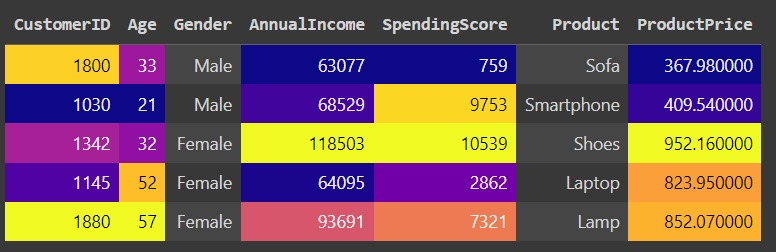 CustomerID Age Gender AnnualIncome SpendingScore Product ProductPrice
1800 33 Male 63077 759 Sofa 367.980000
1030 21 Male 68529 9753 Smartphone 409.540000
1342 32 Female 118503 10539 Shoes 952.160000
1145 52 Female 64095 2862 Laptop 823.950000
1880 57 Female 93691 7321 Lamp 852.070000